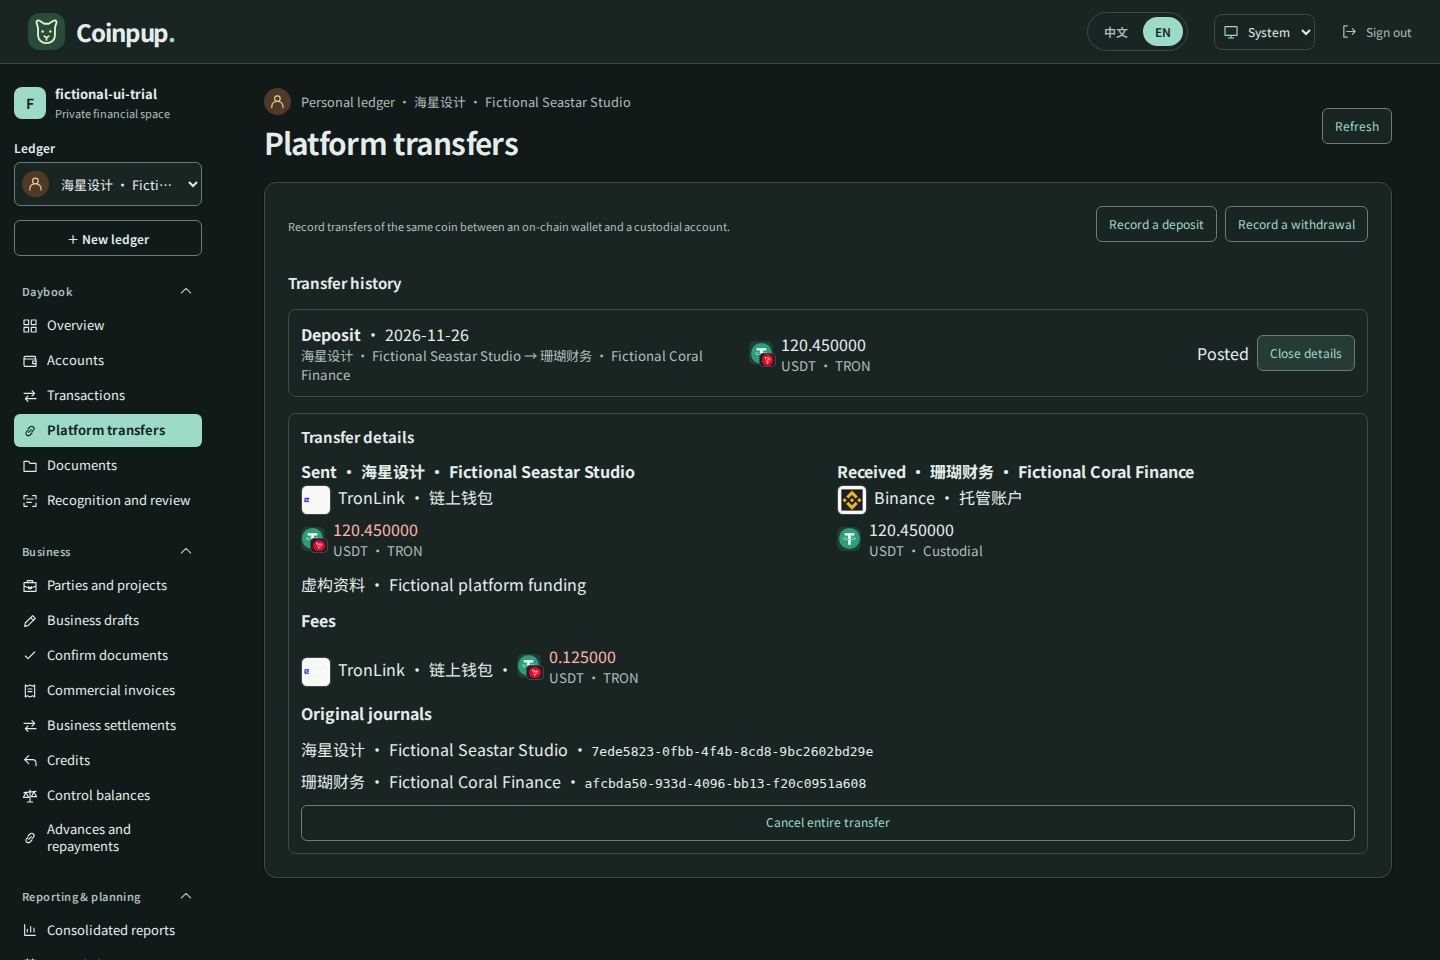 Coinpup.
中文
EN
System
Sign out
F
fictional-ui-trial
Private financial space
Ledger
海星设计 · Ficti···
+ New ledger
Daybook
Overview
Accounts
Transactions
Platform transfers
Documents
Recognition and review
Business
Parties and projects
Business drafts
Confirm documents
Commercial invoices
Business settlements
Credits
Control balances
Advances and
repayments
Reporting & planning
Consolidated reports
Personal ledger · 海星设计 · Fictional Seastar Studio
Platform transfers
Refresh
Record transfers of the same coin between an on-chain wallet and a custodial account.
Record a deposit
Record a withdrawal
Transfer history
Deposit · 2026-11-26
海星设计 · Fictional Seastar Studio → 珊瑚财务 · Fictional Coral
Finance
120.450000
USDT · TRON
Posted
Close details
Transfer details
Sent · 海星设计 · Fictional Seastar Studio
TronLink · 链上钱包
120.450000
USDT · TRON
Received · 珊瑚财务 · Fictional Coral Finance
Binance · 托管账户
120.450000
USDT · Custodial
虚构资料 · Fictional platform funding
Fees
TronLink · 链上钱包 ·
0.125000
USDT · TRON
Original journals
海星设计 · Fictional Seastar Studio · 7ede5823-0fbb-4f4b-8cd8-9bc2602bd29e
珊瑚财务 · Fictional Coral Finance · afcbda50-933d-4096-bb13-f20c0951a608
Cancel entire transfer